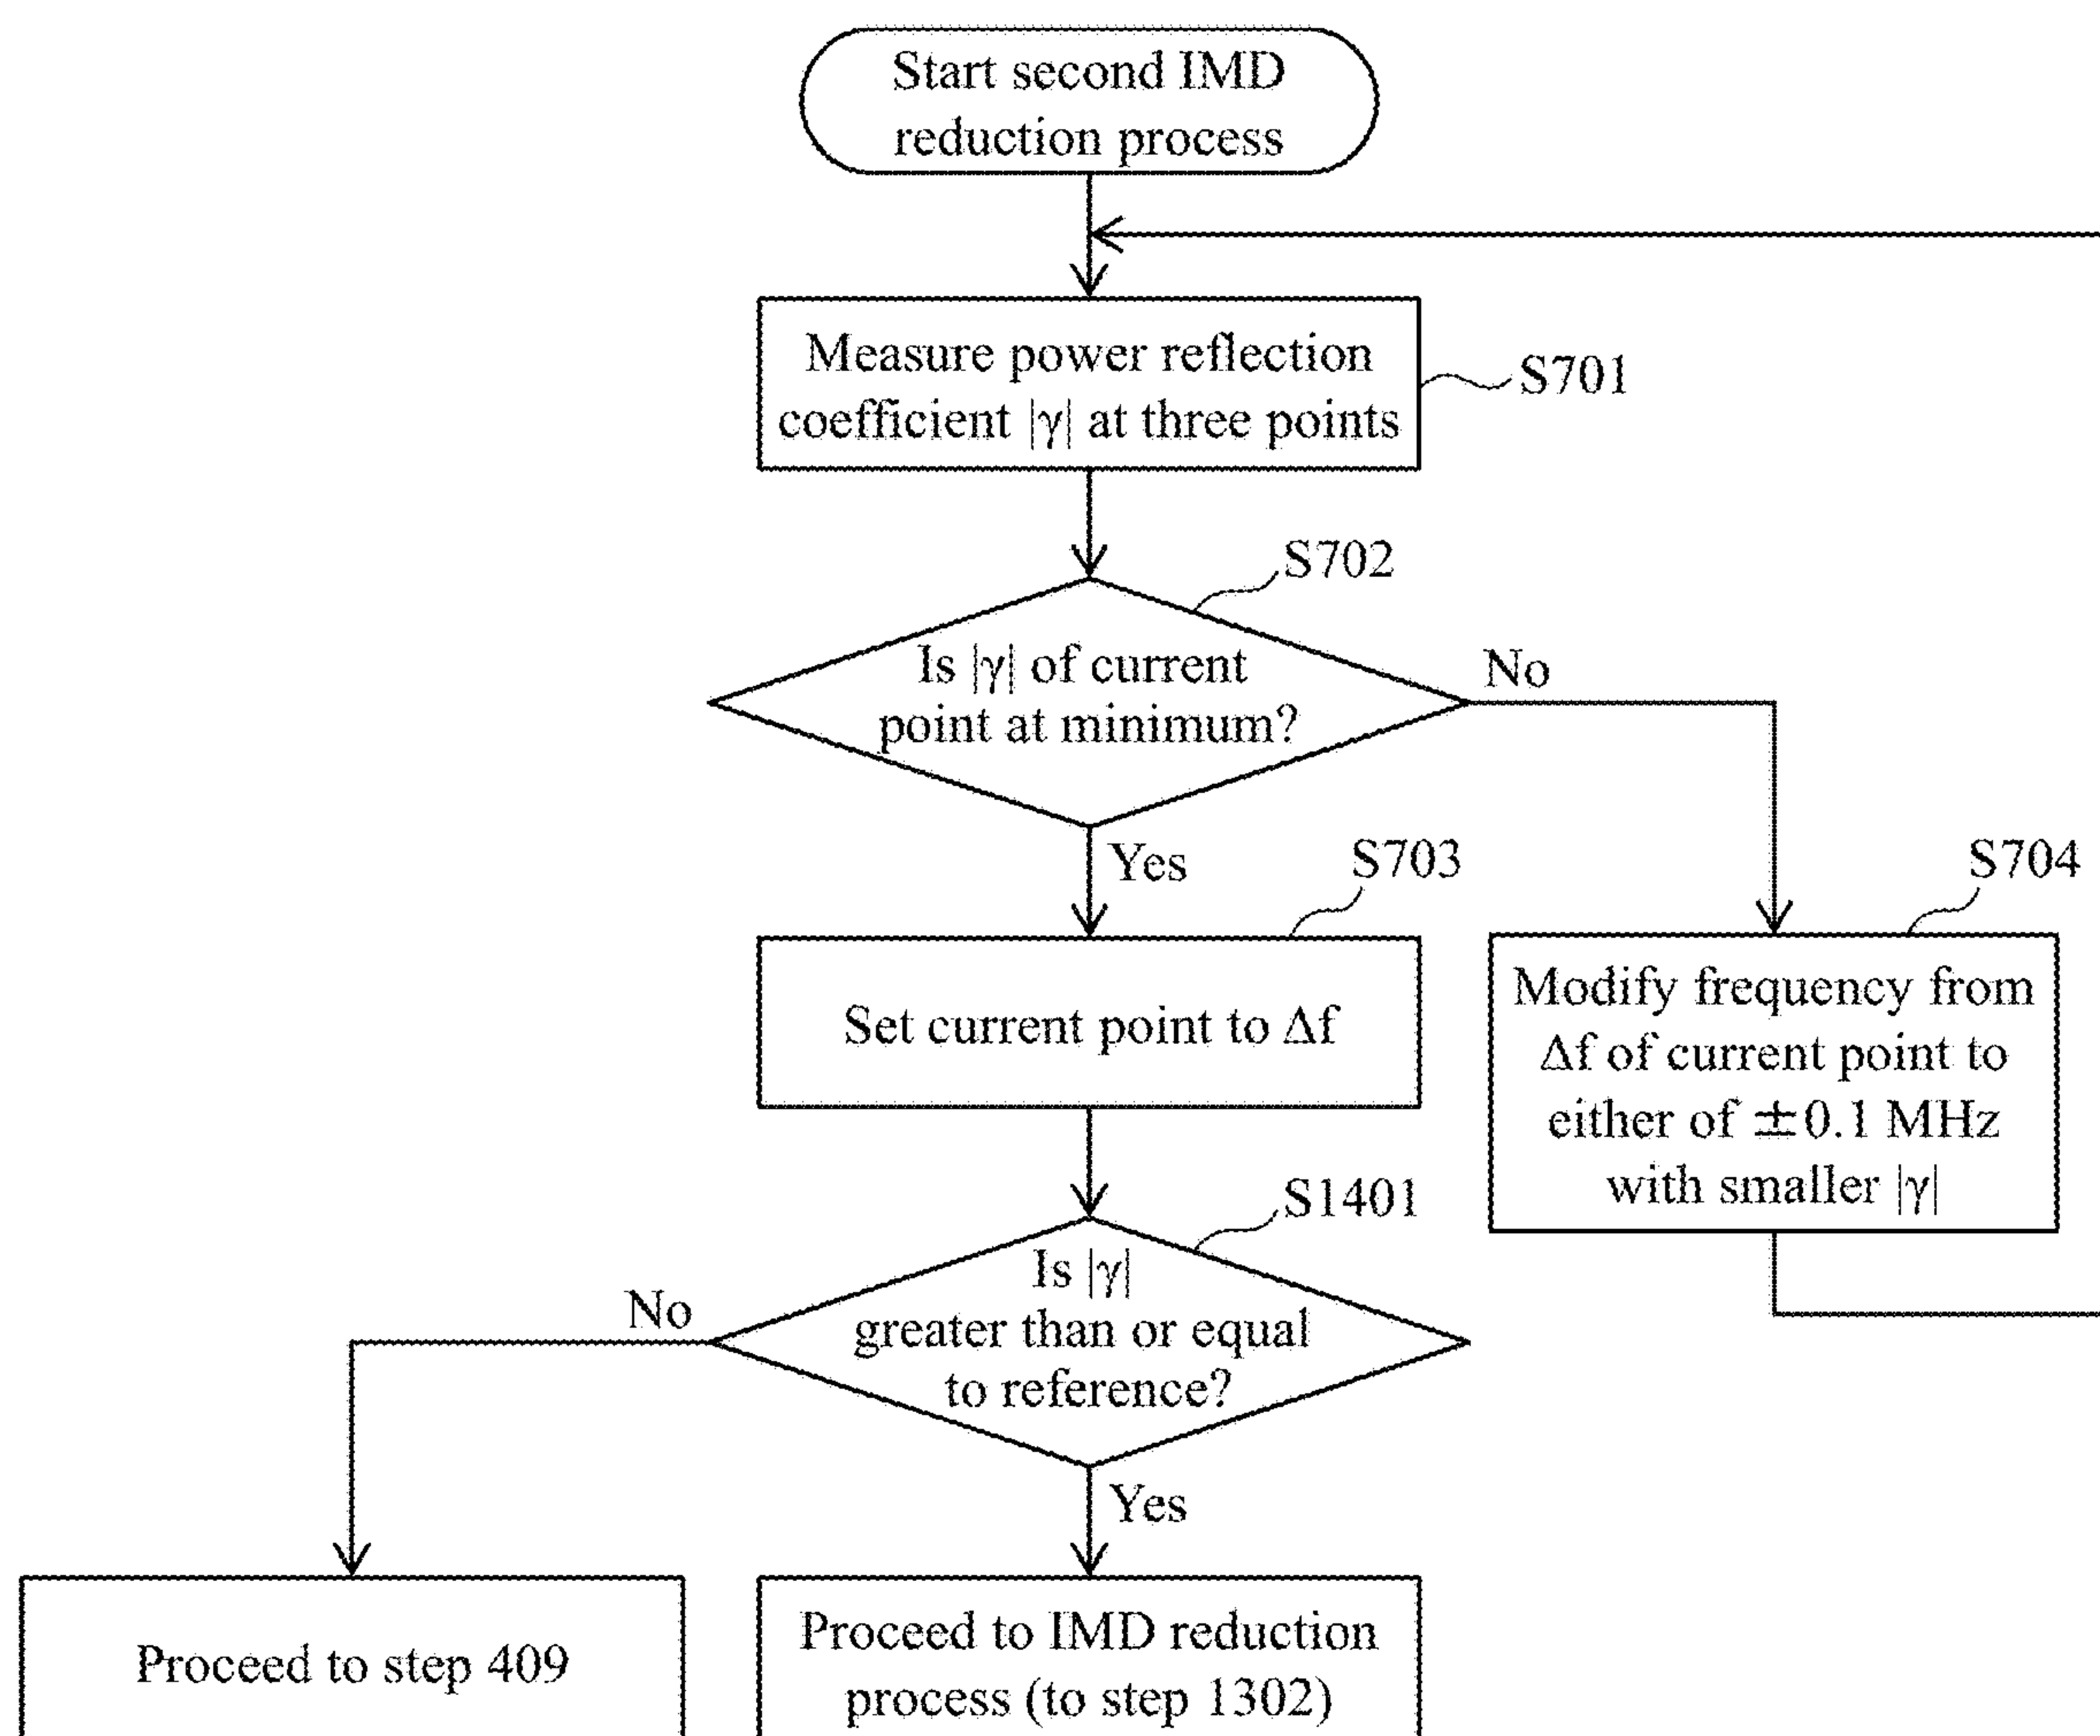 Start second IMD
reduction process
Measure power reflection
coefficient |γ| at three points
S701
S702
Is |γ| of current
point at minimum?
No
Yes
S703
S704
Set current point to Δf
Modify frequency from
Δf of current point to
either of ±0.1 MHz
with smaller |γ|
S1401
Is |γ|
greater than or equal
to reference?
No
Yes
Proceed to step 409
Proceed to IMD reduction
process (to step 1302)